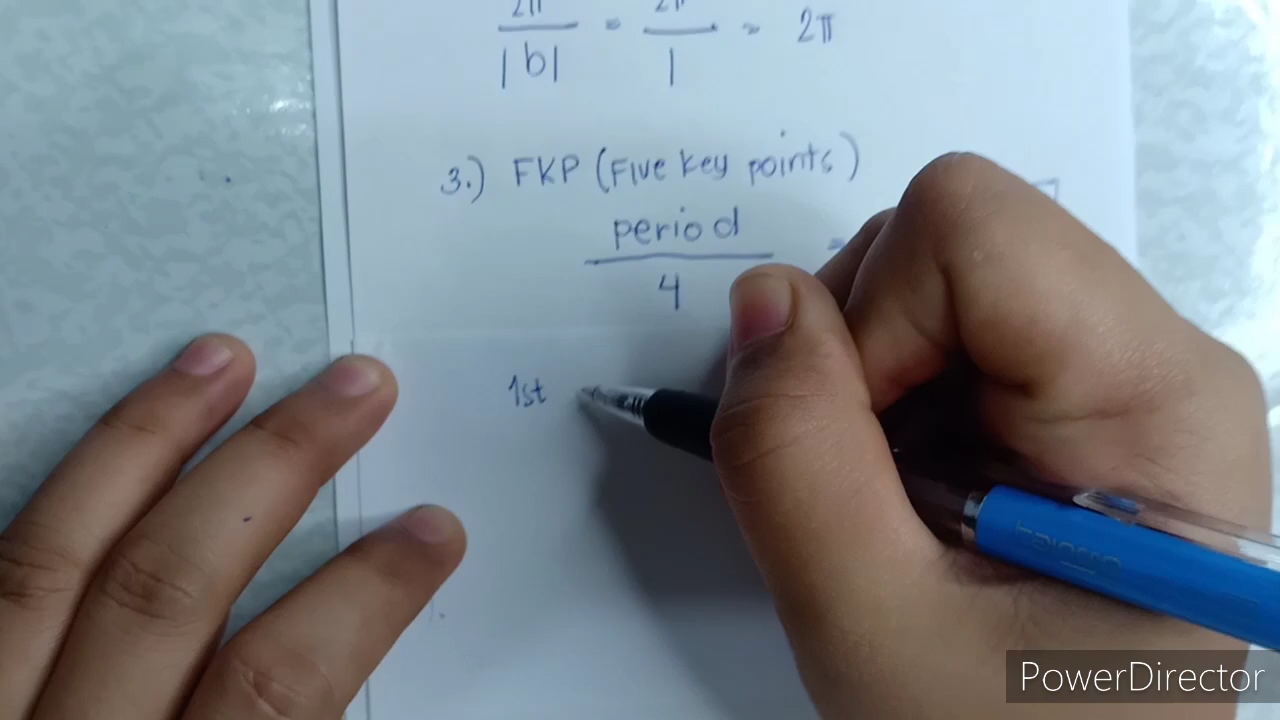 2π = 2π = 2π
|b| 1
3.) FKP (Five key points)
period =
4
1st
PowerDirector